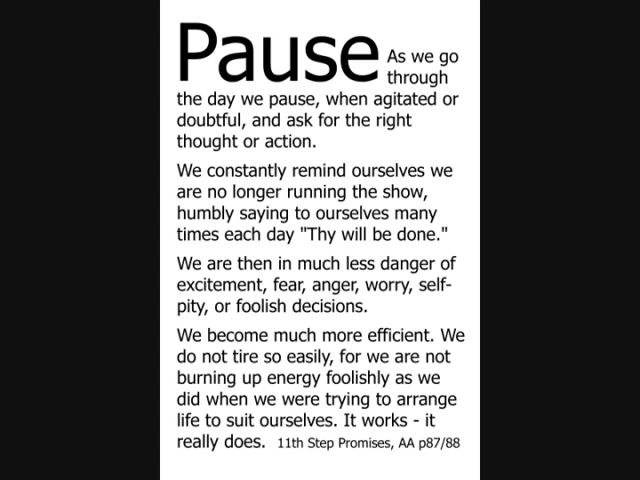 Pause As we go
through
the day we pause, when agitated or
doubtful, and ask for the right
thought or action.
We constantly remind ourselves we
are no longer running the show,
humbly saying to ourselves many
times each day "Thy will be done."
We are then in much less danger of
excitement, fear, anger, worry, self-
pity, or foolish decisions.
We become much more efficient. We
do not tire so easily, for we are not
burning up energy foolishly as we
did when we were trying to arrange
life to suit ourselves. It works - it
really does. 11th Step Promises, AA p87/88